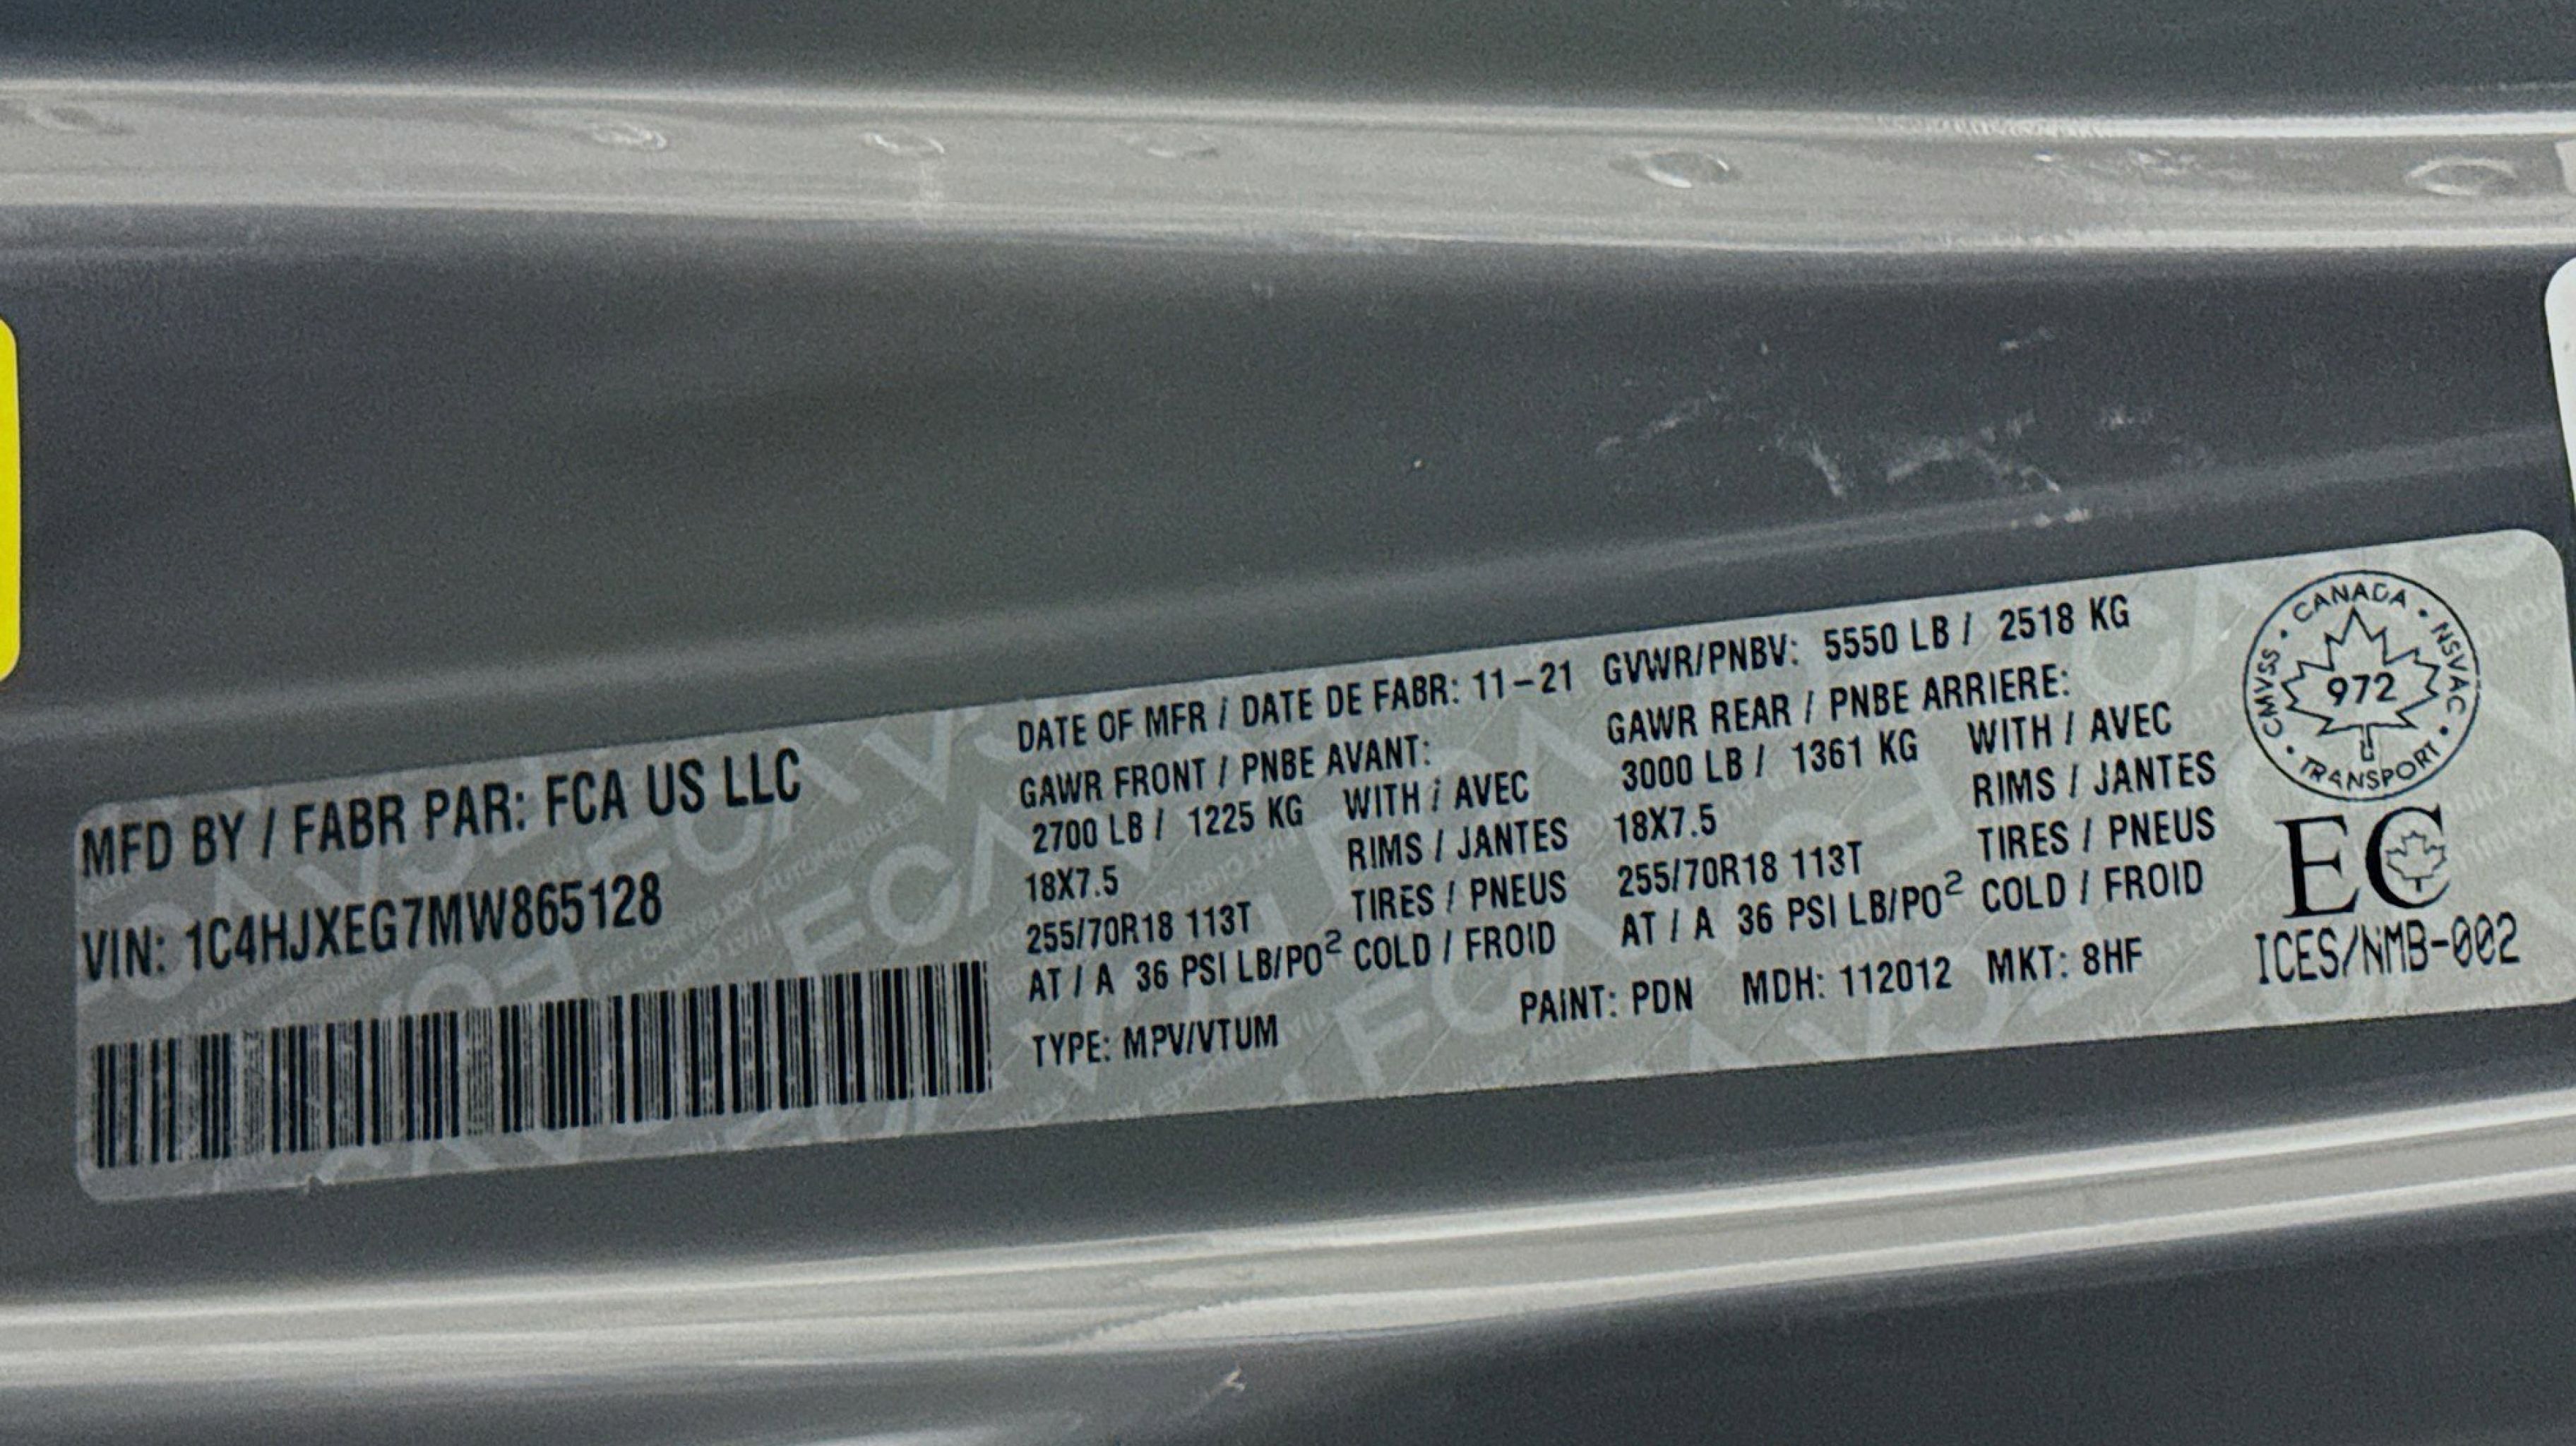 MFD BY / FABR PAR: FCA US LLC
VIN: 1C4HJXEG7MW865128
DATE OF MFR / DATE DE FABR: 11-21
GAWR FRONT / PNBE AVANT:
2700 LB / 1225 KG WITH / AVEC
18X7.5 RIMS / JANTES
255/70R18 113T TIRES / PNEUS
AT / A 36 PSI LB/PO² COLD / FROID
TYPE: MPV/VTUM
GVWR/PNBV: 5550 LB / 2518 KG
GAWR REAR / PNBE ARRIERE:
3000 LB / 1361 KG WITH / AVEC
18X7.5 RIMS / JANTES
255/70R18 113T TIRES / PNEUS
AT / A 36 PSI LB/PO² COLD / FROID
PAINT: PDN MDH: 112012 MKT: 8HF
CANADA • NSVAC • TRANSPORT • CMVSS •
972
EC
ICES/NMB-002